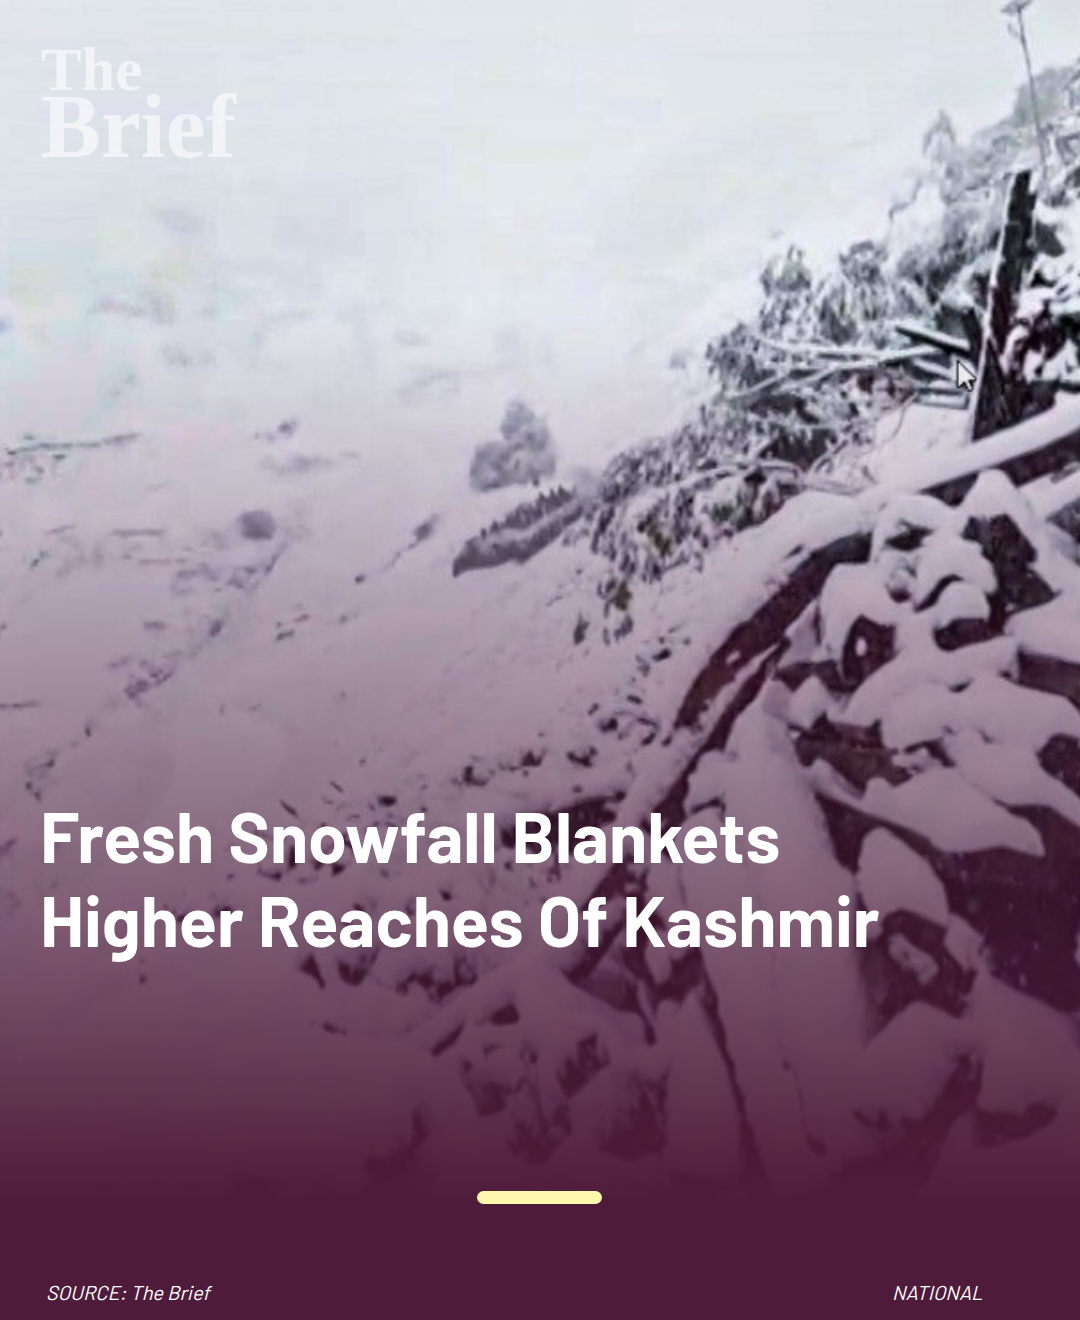 The
Brief
Fresh Snowfall Blankets
Higher Reaches Of Kashmir
SOURCE: The Brief
NATIONAL